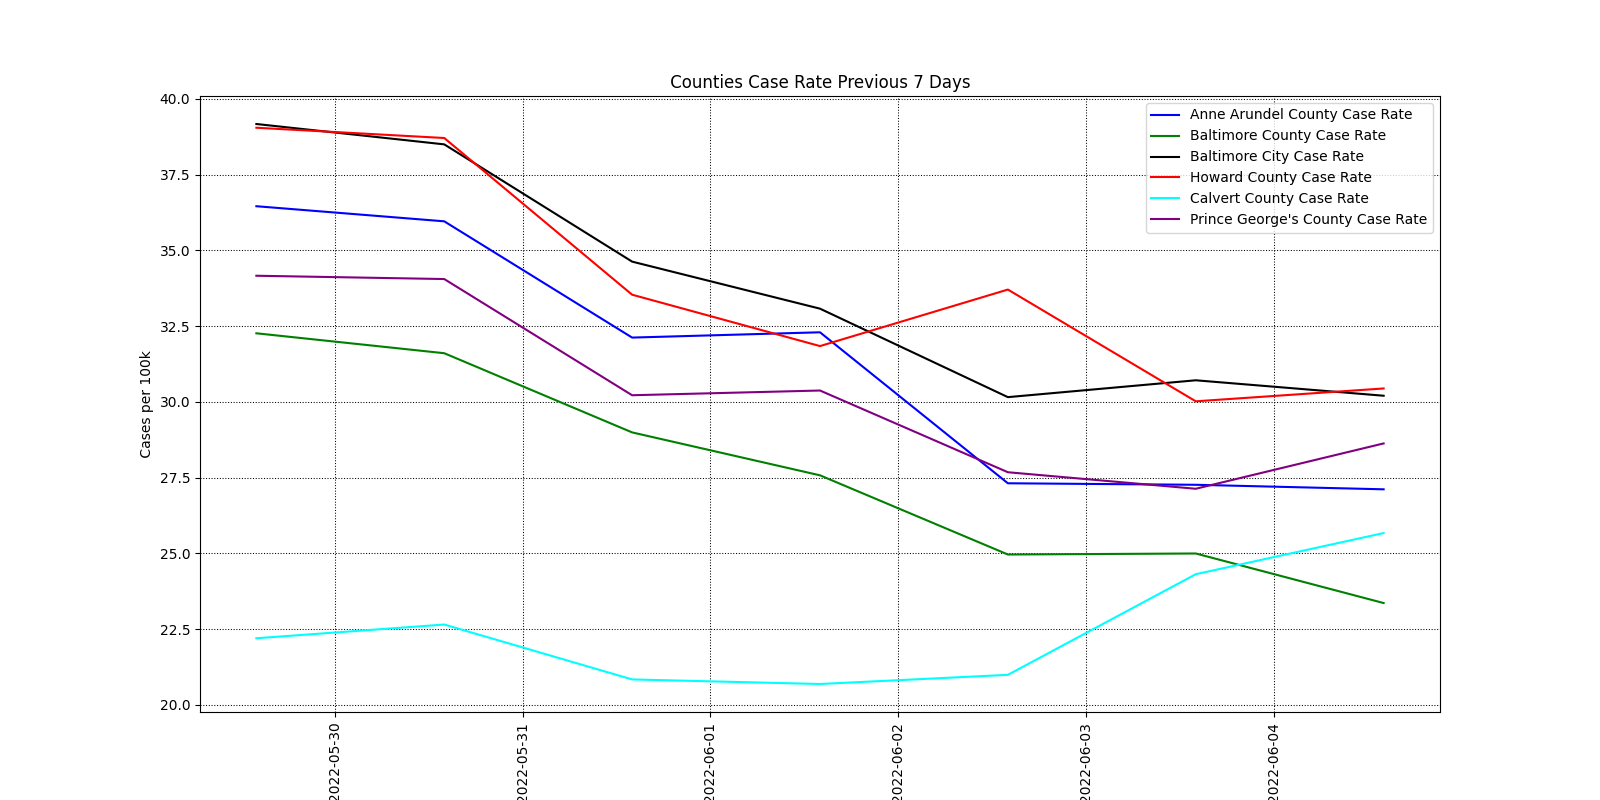 Counties Case Rate Previous 7 Days
40.0
37.5
35.0
32.5
30.0
27.5
25.0
22.5
20.0
Cases per 100k
Anne Arundel County Case Rate
Baltimore County Case Rate
Baltimore City Case Rate
Howard County Case Rate
Calvert County Case Rate
Prince George's County Case Rate
2022-05-30
2022-05-31
2022-06-01
2022-06-02
2022-06-03
2022-06-04